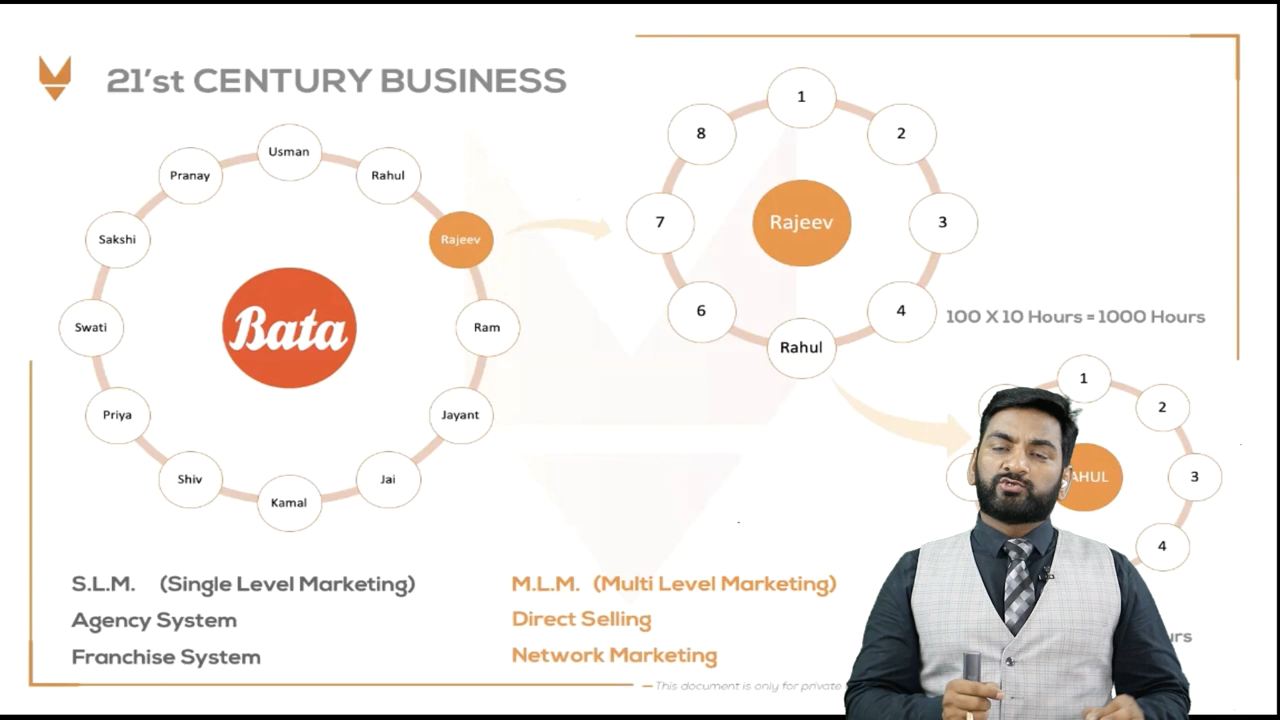 21'st CENTURY BUSINESS
Usman
Pranay
Rahul
Sakshi
Rajeev
Swati
Bata
Ram
Priya
Jayant
Shiv
Jai
Kamal
1
8
2
7
Rajeev
3
6
4
Rahul
100 X 10 Hours = 1000 Hours
1
2
3
4
S.L.M. (Single Level Marketing)
Agency System
Franchise System
M.L.M. (Multi Level Marketing)
Direct Selling
Network Marketing
This document is only for private